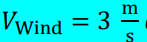 V_Wind = 3 m/s